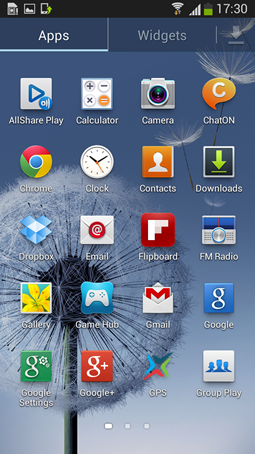 17:30
Apps Widgets
AllShare Play Calculator Camera ChatON
Chrome Clock Contacts Downloads
Dropbox Email Flipboard FM Radio
Gallery Game Hub Gmail Google
Google Settings Google+ GPS Group Play